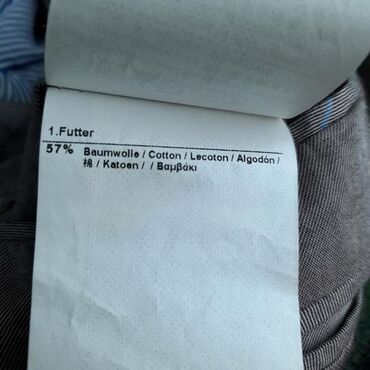 1.Futter
57% Baumwolle / Cotton / Lecoton / Algodón /
棉 / Katoen / / Βαμβάκι